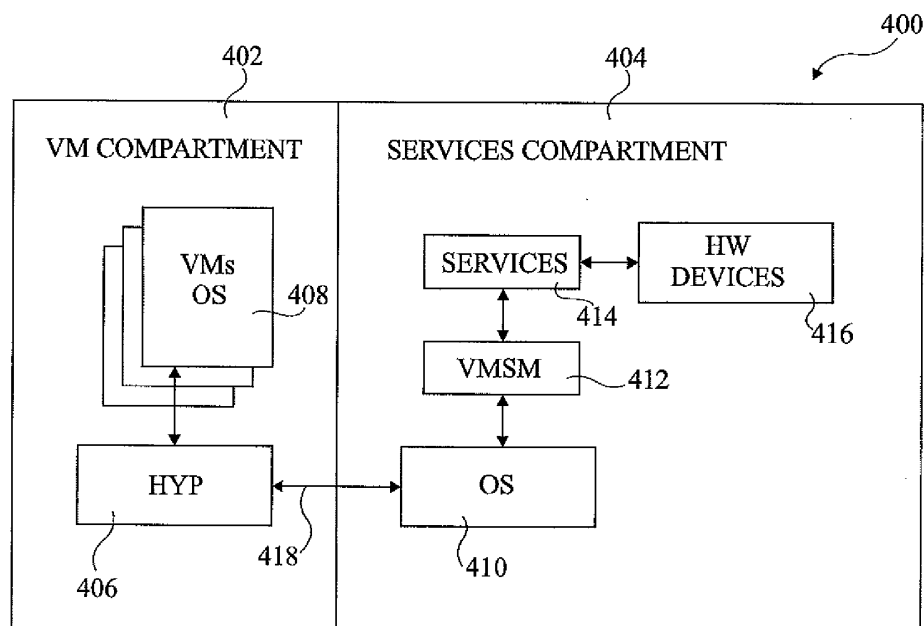 400
402
404
VM COMPARTMENT
SERVICES COMPARTMENT
VMs
OS
408
SERVICES
414
HW
DEVICES
416
VMSM
412
HYP
406
418
OS
410